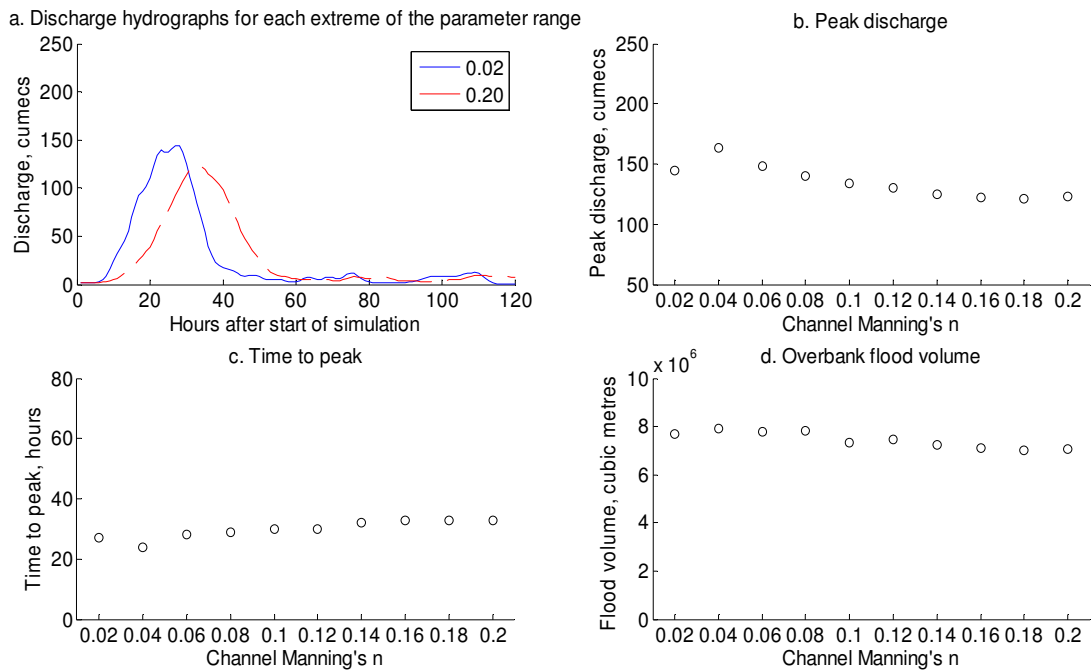 a. Discharge hydrographs for each extreme of the parameter range
250
200
150
100
50
0
Discharge, cumecs
0.02
0.20
0 20 40 60 80 100 120
Hours after start of simulation
b. Peak discharge
250
200
150
100
50
Peak discharge, cumecs
0.02 0.04 0.06 0.08 0.1 0.12 0.14 0.16 0.18 0.2
Channel Manning's n
c. Time to peak
80
60
40
20
0
Time to peak, hours
0.02 0.04 0.06 0.08 0.1 0.12 0.14 0.16 0.18 0.2
Channel Manning's n
d. Overbank flood volume
x 10⁶
10
8
6
4
2
0
Flood volume, cubic metres
0.02 0.04 0.06 0.08 0.1 0.12 0.14 0.16 0.18 0.2
Channel Manning's n